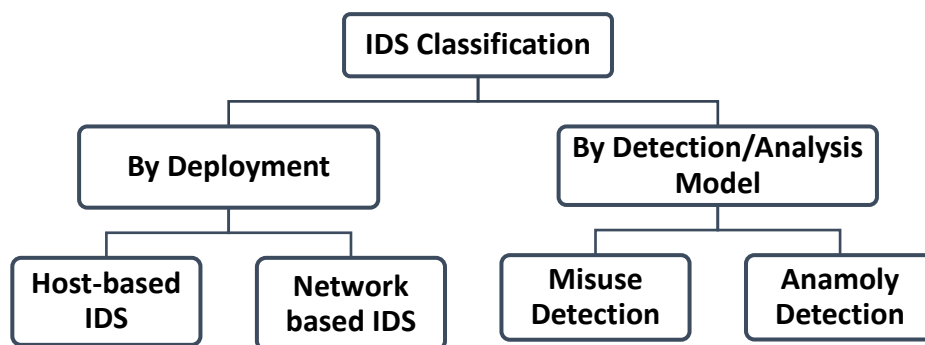 IDS Classification
By Deployment
By Detection/Analysis
Model
Host-based
IDS
Network
based IDS
Misuse
Detection
Anamoly
Detection